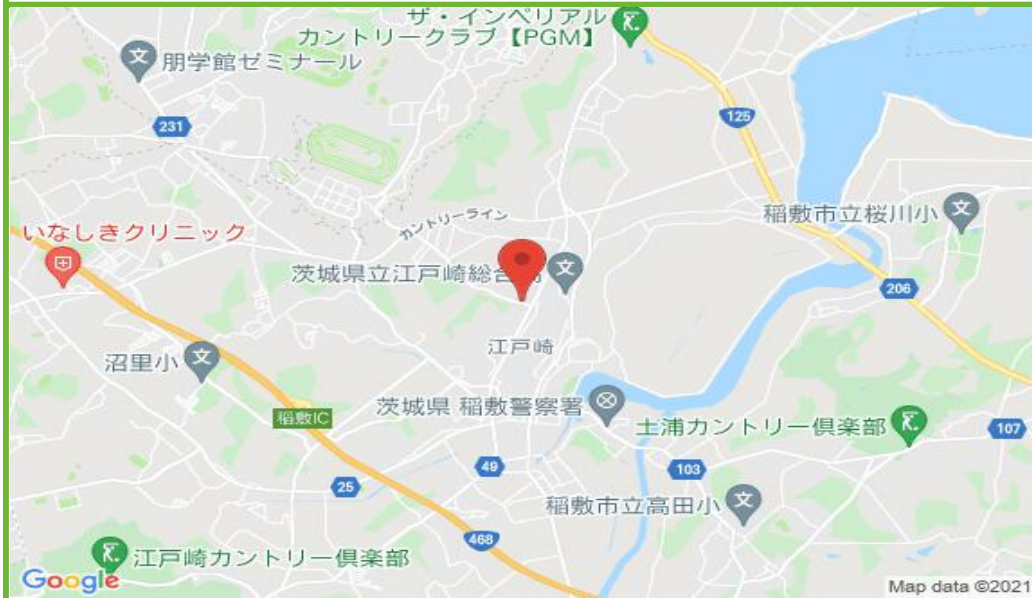 ザ・インペリアル
カントリークラブ【PGM】
朋学館ゼミナール
125
231
カントリーライン
稲敷市立桜川小
いなしきクリニック
茨城県立江戸崎総合
206
江戸崎
沼里小
茨城県 稲敷警察署
稲敷IC
土浦カントリー倶楽部
107
49
103
25
稲敷市立高田小
468
江戸崎カントリー倶楽部
Google
Map data ©2021